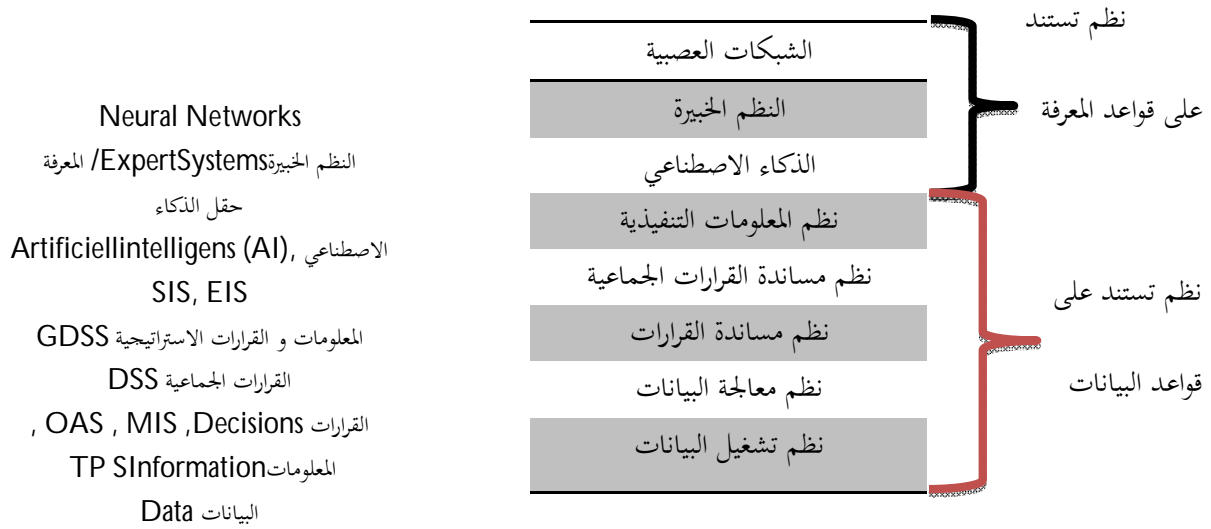 نظم تستند
على قواعد المعرفة
نظم تستند على
قواعد البيانات
الشبكات العصبية
النظم الخبيرة
الذكاء الاصطناعي
نظم المعلومات التنفيذية
نظم مساندة القرارات الجماعية
نظم مساندة القرارات
نظم معالجة البيانات
نظم تشغيل البيانات
Neural Networks
النظم الخبيرةExpertSystems/ المعرفة
حقل الذكاء
الاصطناعي ,Artificiellintelligens (AI)
SIS, EIS
المعلومات و القرارات الاستراتيجية GDSS
القرارات الجماعية DSS
القرارات Decisions, OAS , MIS ,
المعلوماتTP SInformation
البيانات Data